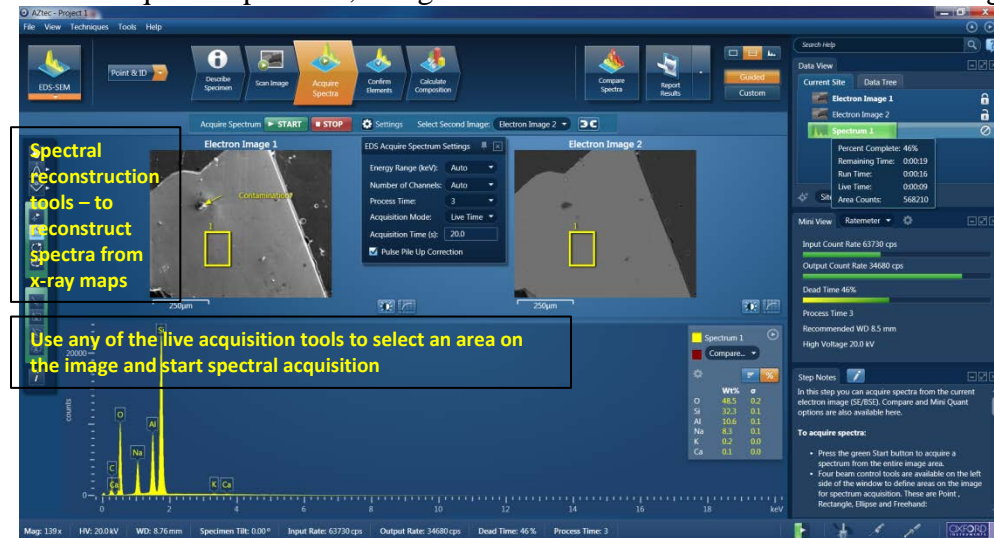 AZtec - Project 1
File View Techniques Tools Help
EDS-SEM
Point & ID
Describe Specimen
Scan Image
Acquire Spectra
Confirm Elements
Calculate Composition
Compare Spectra
Report Results
Guided
Custom
Acquire Spectrum START STOP Settings Select Second Image: Electron Image 2
Electron Image 1
Contamination
1
250µm
EDS Acquire Spectrum Settings
Energy Range (keV): Auto
Number of Channels: Auto
Process Time: 3
Acquisition Mode: Live Time
Acquisition Time (s): 20.0
Pulse Pile Up Correction
Electron Image 2
1
250µm
Spectral
reconstruction
tools – to
reconstruct
spectra from
x-ray maps
Use any of the live acquisition tools to select an area on
the image and start spectral acquisition
Si
20000
counts
O
Al
Na
C
Ca
K Ca
0
0 2 4 6 8 10 12 14 16 18 keV
Spectrum 1
Compare...
Wt% σ
O 48.5 0.2
Si 32.3 0.1
Al 10.6 0.1
Na 8.3 0.1
K 0.2 0.0
Ca 0.1 0.0
Search Help
Data View
Current Site Data Tree
Electron Image 1
Electron Image 2
Spectrum 1
Percent Complete: 46%
Remaining Time: 0:00:19
Run Time: 0:00:16
Live Time: 0:00:09
Area Counts: 568210
Mini View Ratemeter
Input Count Rate 63730 cps
Output Count Rate 34680 cps
Dead Time 46%
Process Time 3
Recommended WD 8.5 mm
High Voltage 20.0 kV
Step Notes
In this step you can acquire spectra from the current
electron image (SE/BSE). Compare and Mini Quant
options are also available here.
To acquire spectra:
• Press the green Start button to acquire a
spectrum from the entire image area.
• Four beam control tools are available on the left
side of the window to define areas on the image
for spectrum acquisition. These are Point ,
Rectangle, Ellipse and Freehand:
Mag: 139 x HV: 20.0 kV WD: 8.76 mm Specimen Tilt: 0.00 ° Input Rate: 63730 cps Output Rate: 34680 cps Dead Time: 46 % Process Time: 3
OXFORD
INSTRUMENTS